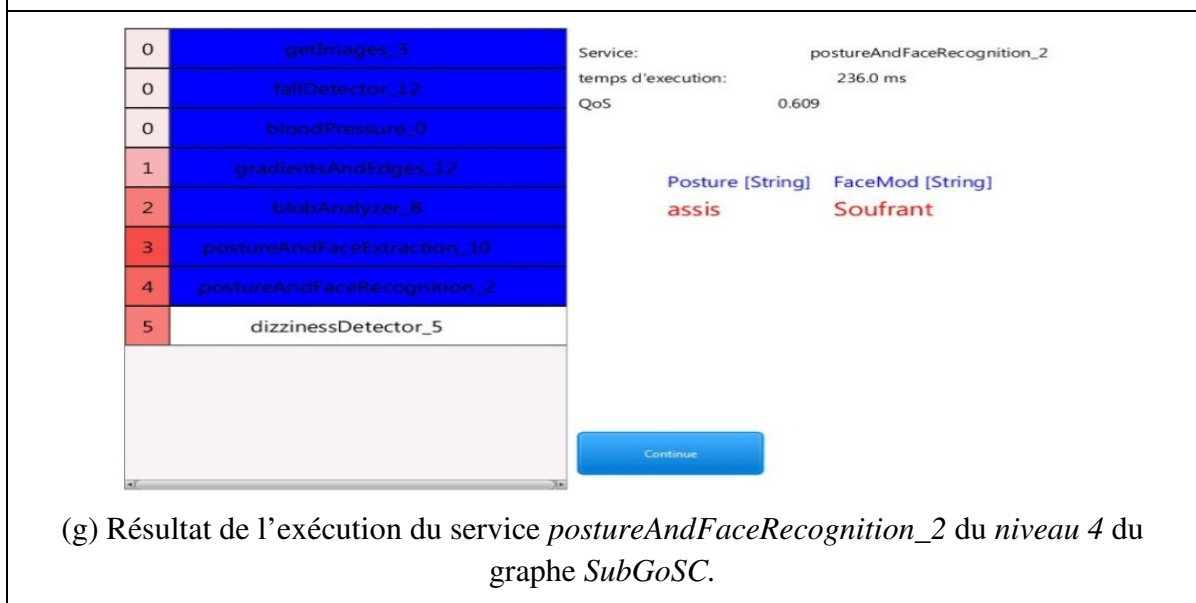 0 getImages_3
0 fallDetector_12
0 bloodPressure_0
1 gradientsAndEdges_12
2 blobAnalyzer_8
3 postureAndFaceExtraction_10
4 postureAndFaceRecognition_2
5 dizzinessDetector_5
Service: postureAndFaceRecognition_2
temps d'execution: 236.0 ms
QoS 0.609
Posture [String] FaceMod [String]
assis Soufrant
Continue
(g) Résultat de l’exécution du service postureAndFaceRecognition_2 du niveau 4 du
graphe SubGoSC.